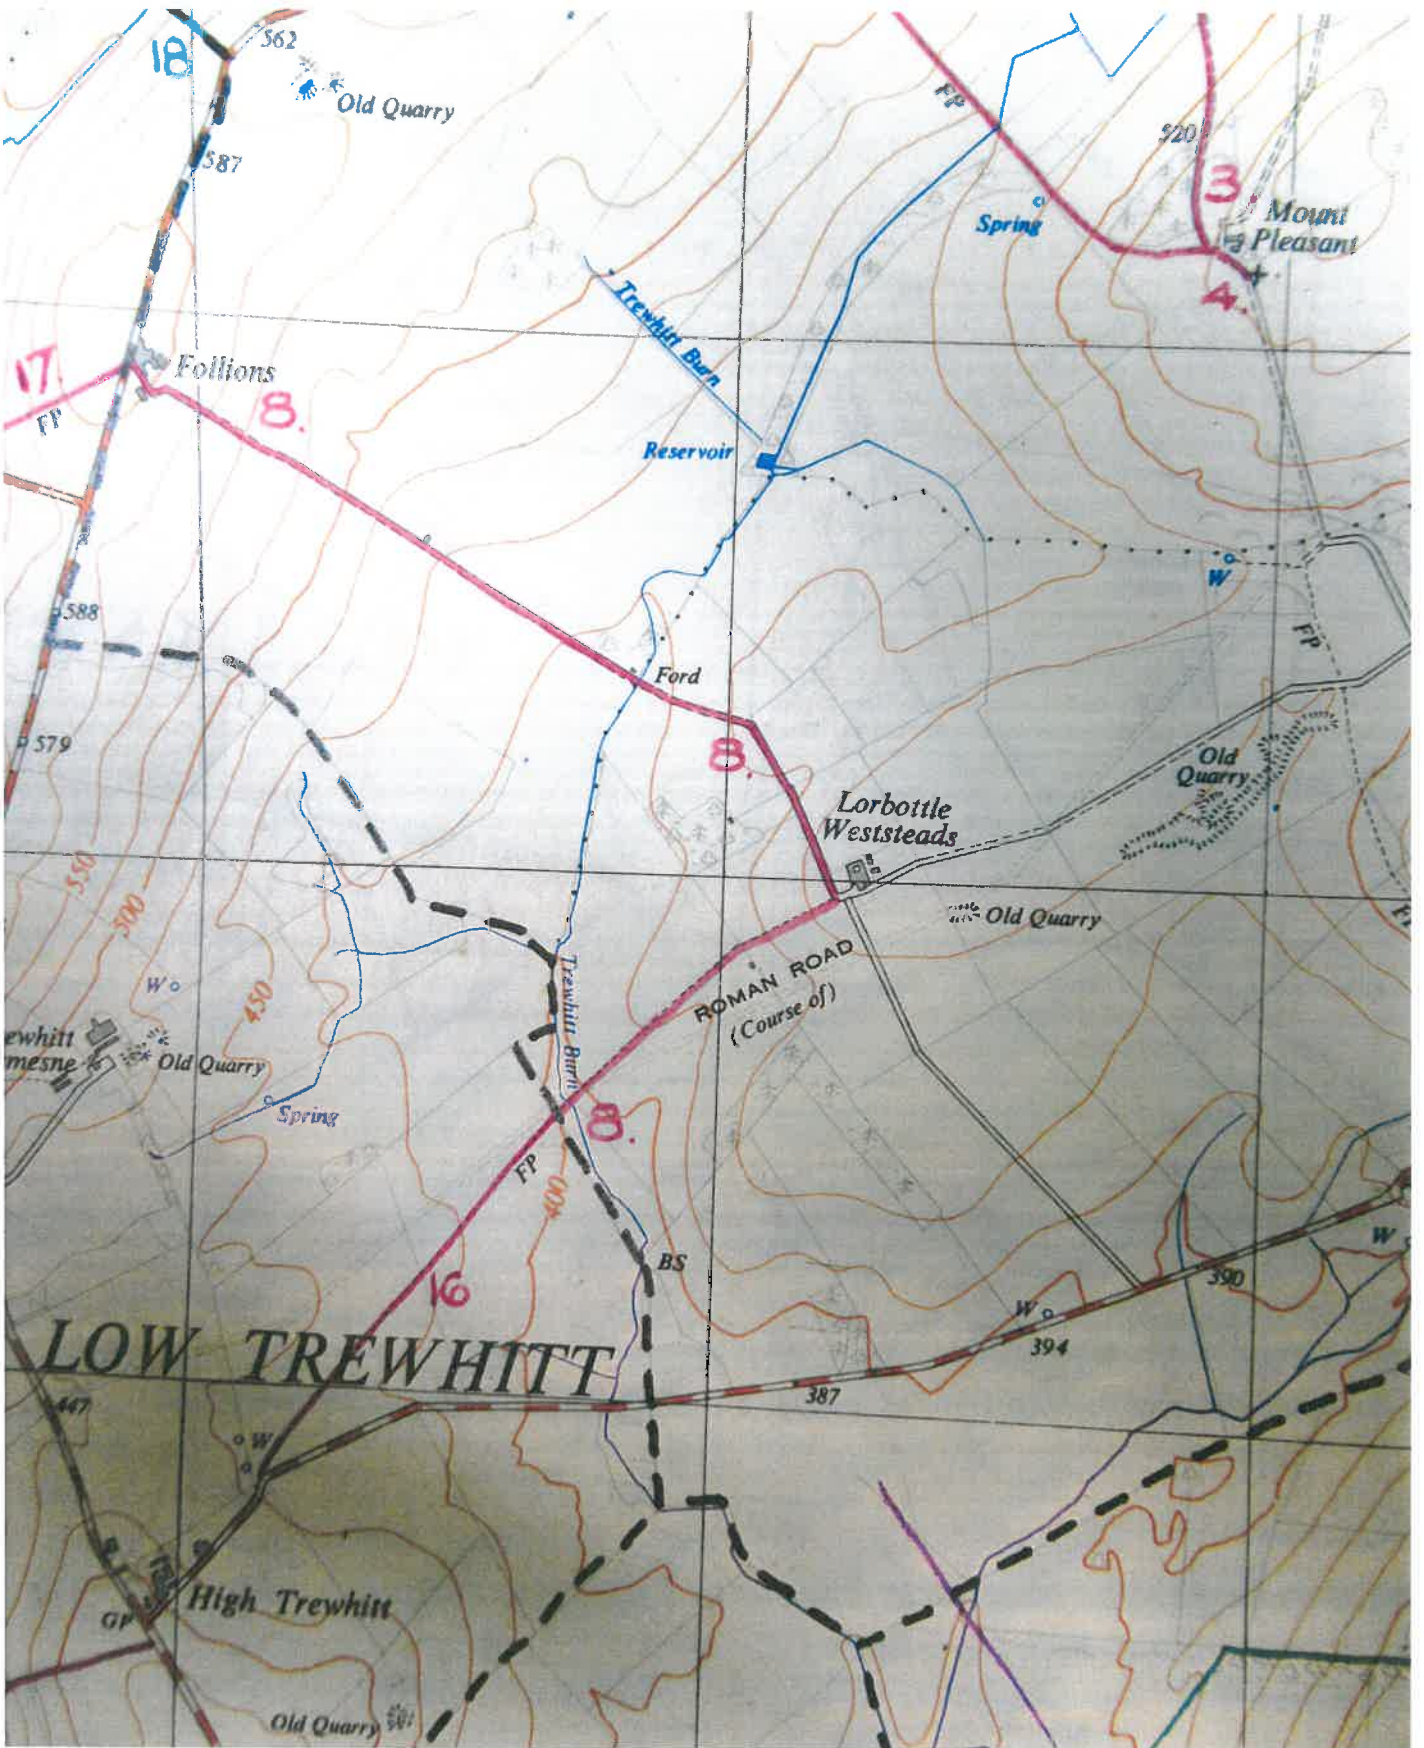 562
18
Old Quarry
587
FP
520
3
Mount
Pleasant
Spring
4.
Trewhitt Burn
17.
Follions
FP
8.
Reservoir
W
588
FP
Ford
579
8.
Old
Quarry
Lorbottle
Weststeads
550
500
Old Quarry
ROMAN ROAD
(Course of)
W
450
Trewhitt Burn
ewhitt
mesne
Old Quarry
Spring
8.
FP
400
BS
16
W
390
W
394
LOW TREWHITT
387
447
W
High Trewhitt
GP
Old Quarry